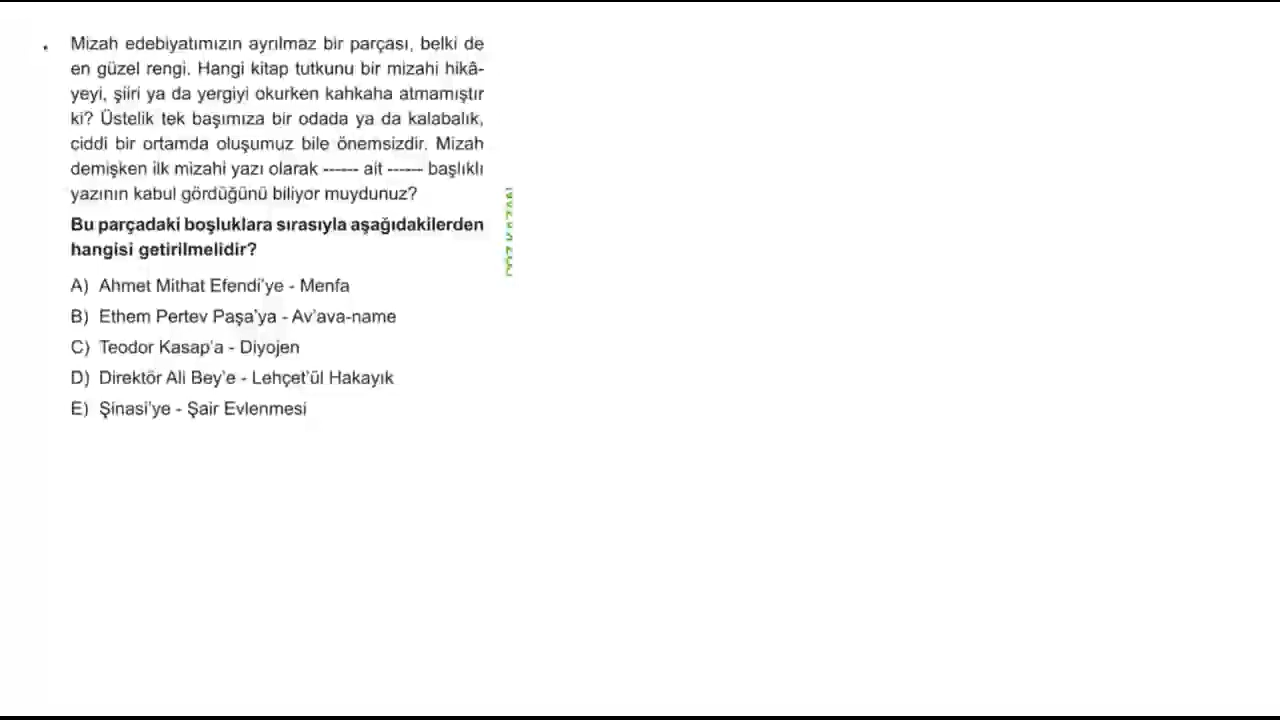 . Mizah edebiyatımızın ayrılmaz bir parçası, belki de
en güzel rengi. Hangi kitap tutkunu bir mizahi hikâ-
yeyi, şiiri ya da yergiyi okurken kahkaha atmamıştır
ki? Üstelik tek başımıza bir odada ya da kalabalık,
ciddi bir ortamda oluşumuz bile önemsizdir. Mizah
demişken ilk mizahi yazı olarak ------ ait ------ başlıklı
yazının kabul gördüğünü biliyor muydunuz?
Bu parçadaki boşluklara sırasıyla aşağıdakilerden
hangisi getirilmelidir?
A) Ahmet Mithat Efendi'ye - Menfa
B) Ethem Pertev Paşa'ya - Av'ava-name
C) Teodor Kasap'a - Diyojen
D) Direktör Ali Bey'e - Lehçet'ül Hakayık
E) Şinasi'ye - Şair Evlenmesi